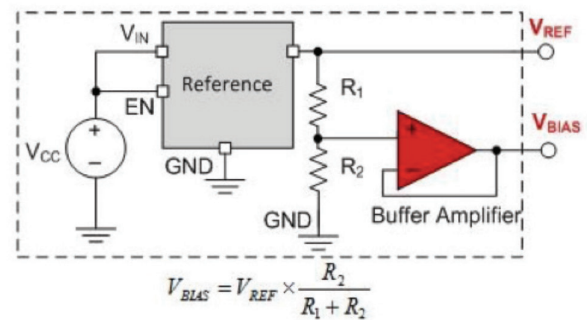 V_IN
V_REF
Reference
R_1
EN
V_BIAS
+
+
V_CC
−
R_2
−
GND
GND
Buffer Amplifier
V_BIAS = V_REF × R_2 / (R_1 + R_2)